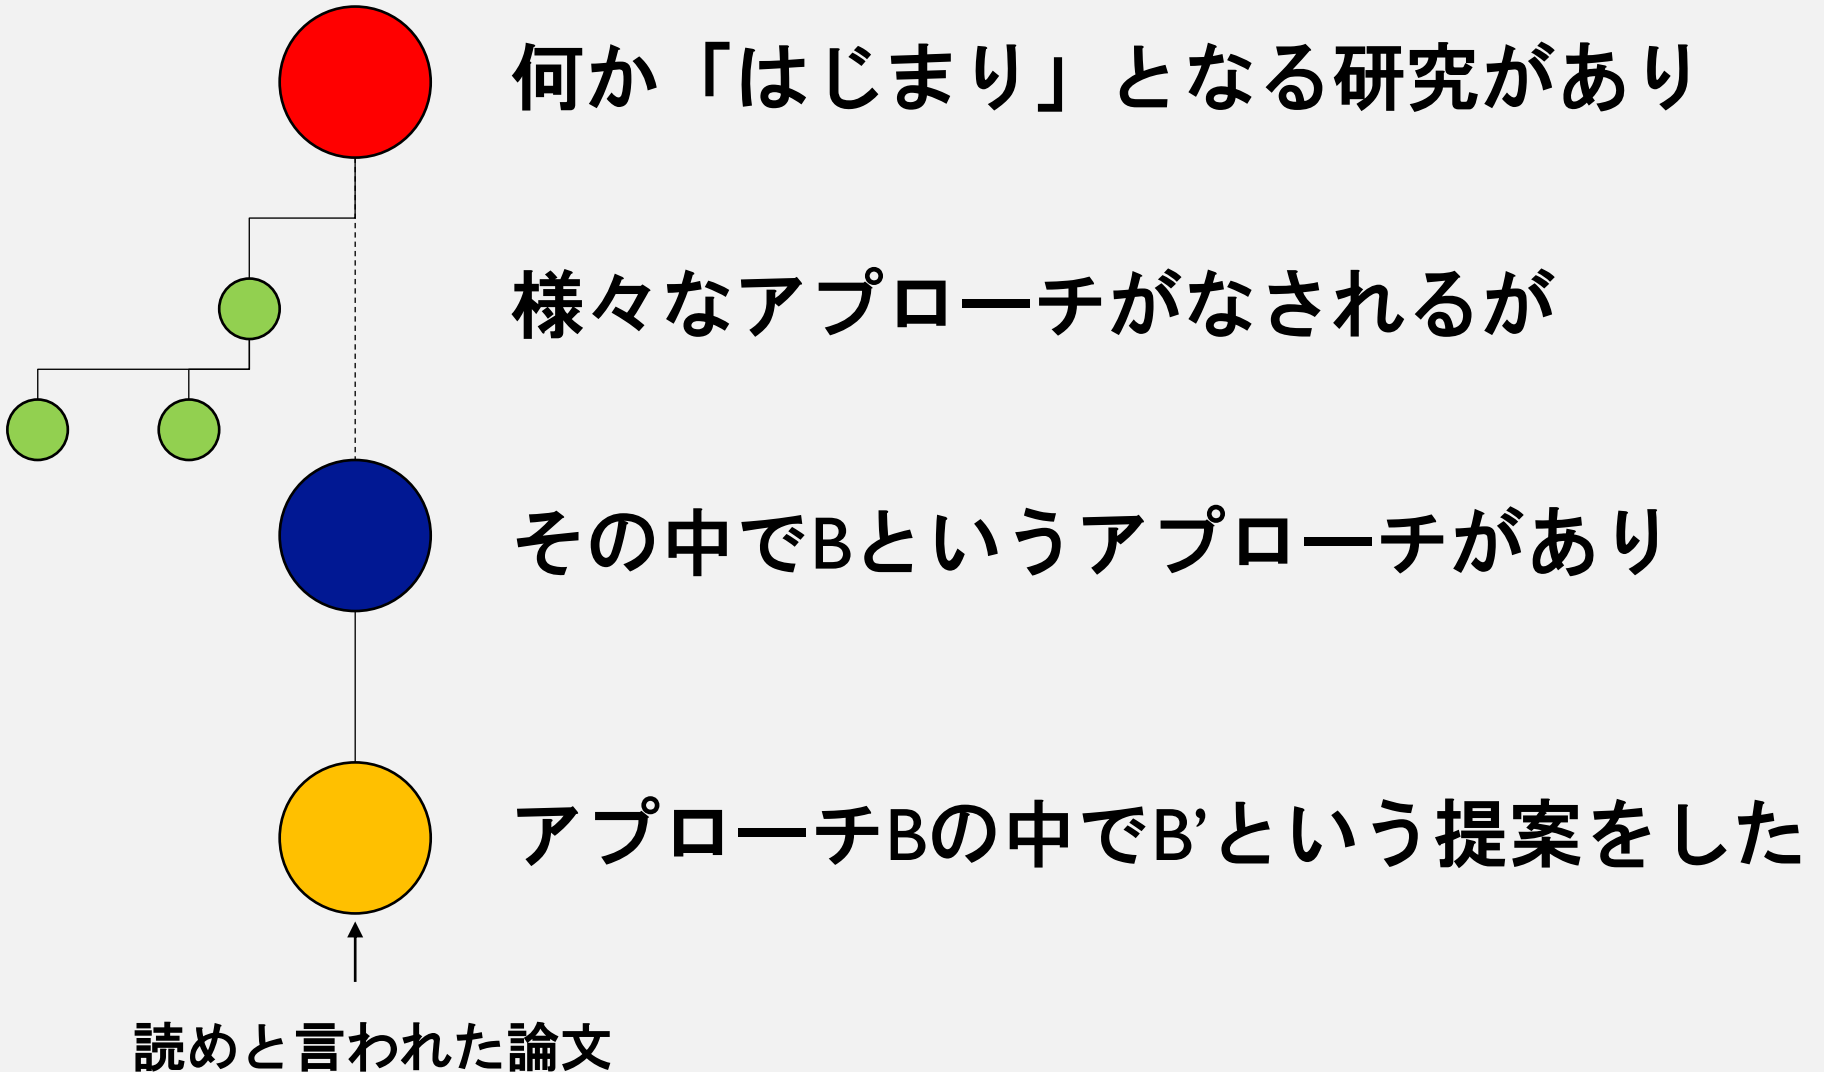 何か「はじまり」となる研究があり
様々なアプローチがなされるが
その中でBというアプローチがあり
アプローチBの中でB’という提案をした
読めと言われた論文